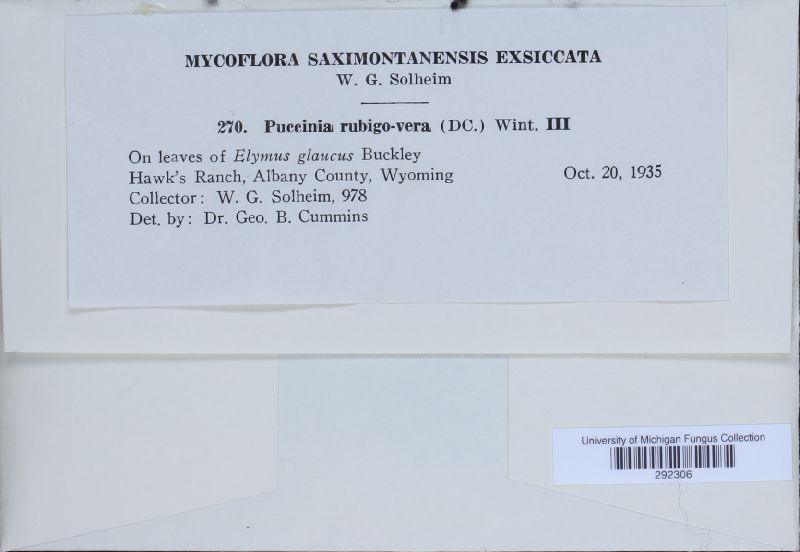 MYCOFLORA SAXIMONTANENSIS EXSICCATA
W. G. Solheim
270. Puccinia rubigo-vera (DC.) Wint. III
On leaves of Elymus glaucus Buckley
Hawk's Ranch, Albany County, Wyoming Oct. 20, 1935
Collector: W. G. Solheim, 978
Det. by: Dr. Geo. B. Cummins
University of Michigan Fungus Collection
292306